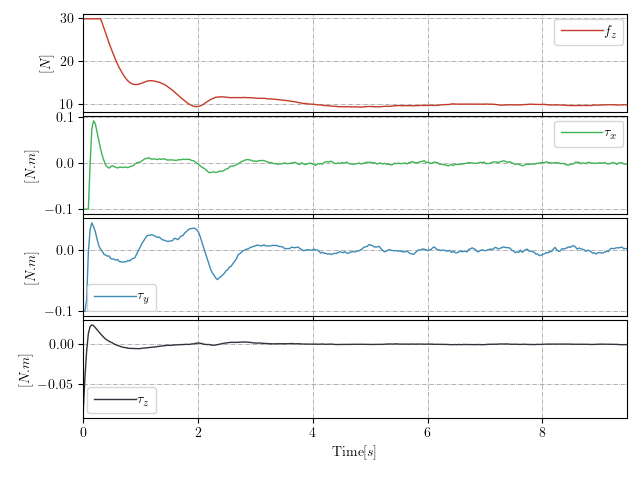 30
20
10
[N]
f_z
0.1
0.0
−0.1
[N.m]
τ_x
0.0
−0.1
[N.m]
τ_y
0.00
−0.05
[N.m]
τ_z
0 2 4 6 8
Time[s]